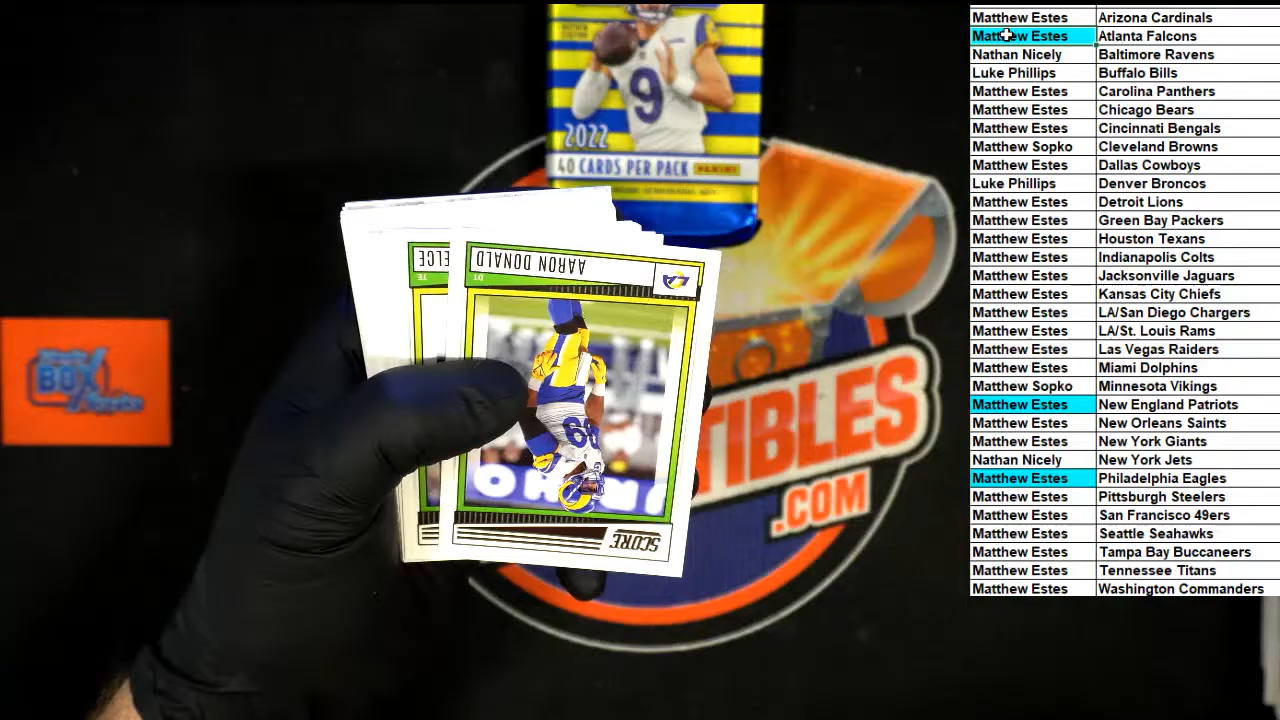 9
2022
40 CARDS PER PACK PANINI
ELCE
TE
AARON DONALD
DT
LA
99
SCORE
BOX
TIBLES
.COM
Matthew Estes Arizona Cardinals
Matthew Estes Atlanta Falcons
Nathan Nicely Baltimore Ravens
Luke Phillips Buffalo Bills
Matthew Estes Carolina Panthers
Matthew Estes Chicago Bears
Matthew Estes Cincinnati Bengals
Matthew Sopko Cleveland Browns
Matthew Estes Dallas Cowboys
Luke Phillips Denver Broncos
Matthew Estes Detroit Lions
Matthew Estes Green Bay Packers
Matthew Estes Houston Texans
Matthew Estes Indianapolis Colts
Matthew Estes Jacksonville Jaguars
Matthew Estes Kansas City Chiefs
Matthew Estes LA/San Diego Chargers
Matthew Estes LA/St. Louis Rams
Matthew Estes Las Vegas Raiders
Matthew Estes Miami Dolphins
Matthew Sopko Minnesota Vikings
Matthew Estes New England Patriots
Matthew Estes New Orleans Saints
Matthew Estes New York Giants
Nathan Nicely New York Jets
Matthew Estes Philadelphia Eagles
Matthew Estes Pittsburgh Steelers
Matthew Estes San Francisco 49ers
Matthew Estes Seattle Seahawks
Matthew Estes Tampa Bay Buccaneers
Matthew Estes Tennessee Titans
Matthew Estes Washington Commanders